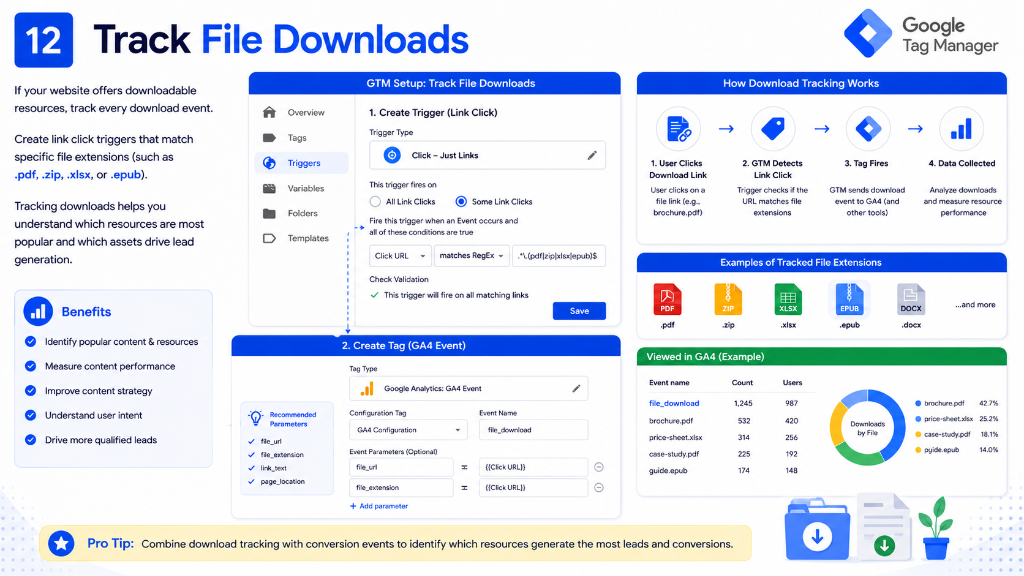 12
Track File Downloads
Google
Tag Manager
If your website offers downloadable
resources, track every download event.
Create link click triggers that match
specific file extensions (such as
.pdf, .zip, .xlsx, or .epub).
Tracking downloads helps you
understand which resources are most
popular and which assets drive lead
generation.
Benefits
Identify popular content & resources
Measure content performance
Improve content strategy
Understand user intent
Drive more qualified leads
GTM Setup: Track File Downloads
Overview
Tags
Triggers
Variables
Folders
Templates
1. Create Trigger (Link Click)
Trigger Type
Click – Just Links
This trigger fires on
All Link Clicks
Some Link Clicks
Fire this trigger when an Event occurs and
all of these conditions are true
Click URL
matches RegEx
.*\.(pdf|zip|xlsx|epub)$
Check Validation
This trigger will fire on all matching links
Save
2. Create Tag (GA4 Event)
Recommended
Parameters
file_url
file_extension
link_text
page_location
Tag Type
Google Analytics: GA4 Event
Configuration Tag
Event Name
GA4 Configuration
file_download
Event Parameters (Optional)
file_url = {{Click URL}}
file_extension = {{Click URL}}
+ Add parameter
How Download Tracking Works
1. User Clicks
Download Link
User clicks on a
file link (e.g.,
brochure.pdf)
2. GTM Detects
Link Click
Trigger checks if the
URL matches file
extensions
3. Tag Fires
GTM sends download
event to GA4 (and
other tools)
4. Data Collected
Analyze downloads
and measure resource
performance
Examples of Tracked File Extensions
PDF
.pdf
ZIP
.zip
XLSX
.xlsx
EPUB
.epub
DOCX
.docx
...and more
Viewed in GA4 (Example)
Event name Count Users
file_download 1,245 987
brochure.pdf 532 420
price-sheet.xlsx 314 256
case-study.pdf 225 192
guide.epub 174 148
Downloads
by File
brochure.pdf 42.7%
price-sheet.xlsx 25.2%
case-study.pdf 18.1%
guide.epub 14.0%
Pro Tip: Combine download tracking with conversion events to identify which resources generate the most leads and conversions.